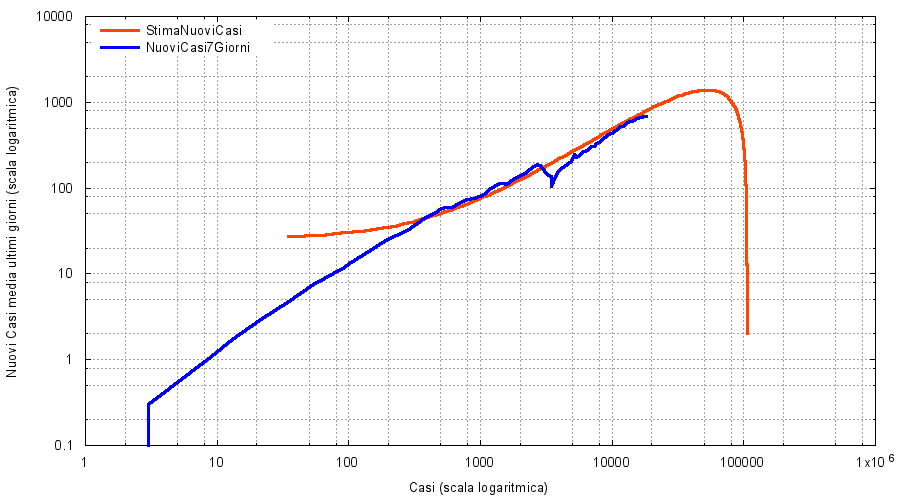 10000
StimaNuoviCasi
NuoviCasi7Giorni
1000
100
10
1
0.1
Nuovi Casi media ultimi giorni (scala logaritmica)
1
10
100
1000
10000
100000
1x10 6
Casi (scala logaritmica)